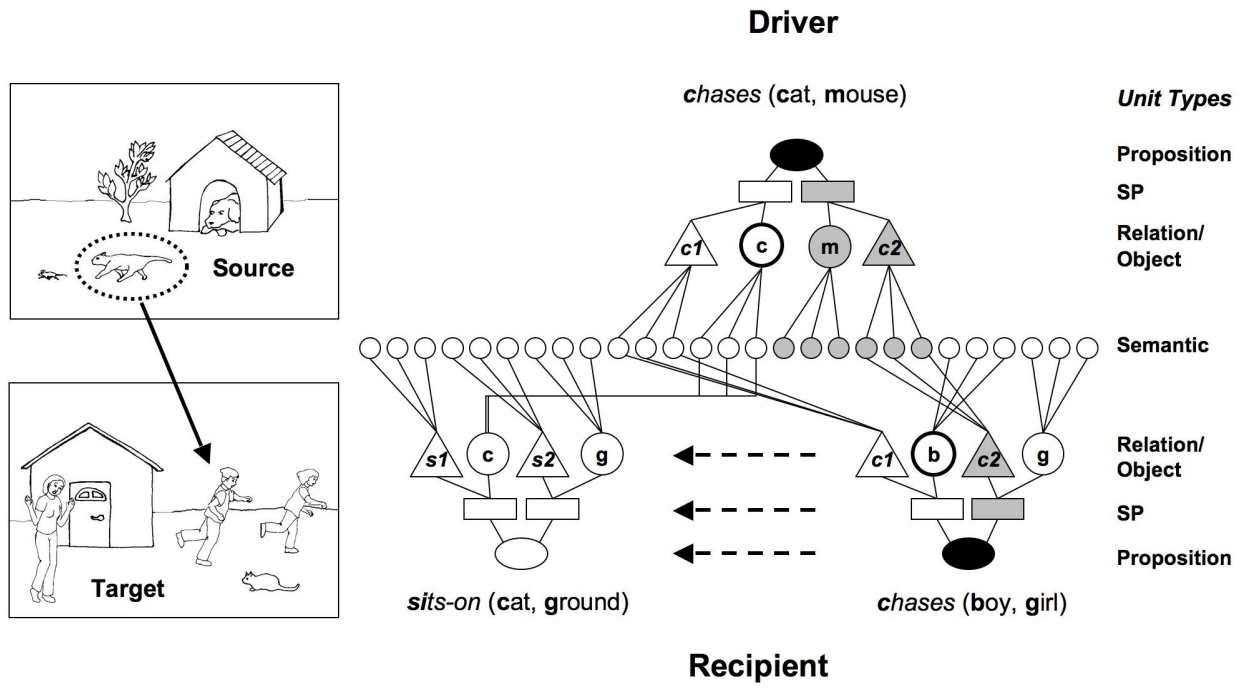 Driver
chases (cat, mouse)
Unit Types
Proposition
SP
c1 c m c2
Relation/
Object
Source
Semantic
s1 c s2 g
c1 b c2 g
Relation/
Object
SP
Proposition
Target
sits-on (cat, ground)
chases (boy, girl)
Recipient